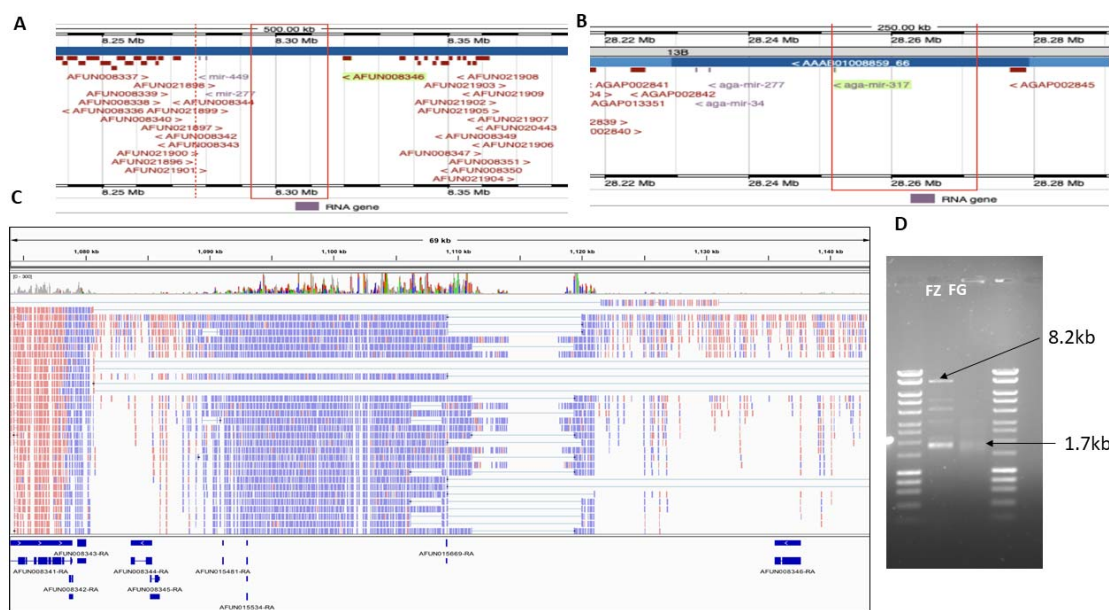 A
500.00 kb
8.25 Mb 8.30 Mb 8.35 Mb
AFUN008337 > < mir-449 < AFUN008346 < AFUN021908
AFUN021898 > AFUN021903 >
AFUN008339 > < mir-277 < AFUN021909
AFUN008338 > < AFUN008344 AFUN021902 >
< AFUN008336 AFUN021899 > AFUN021905 >
AFUN008340 > < AFUN021907
AFUN021897 > < AFUN020443
< AFUN008342 < AFUN008349
< AFUN008343 < AFUN021906
AFUN021900 > AFUN008347 >
AFUN021896 > AFUN008351 >
AFUN021901 > < AFUN008350
AFUN021904 >
8.25 Mb 8.30 Mb 8.35 Mb
RNA gene
B
250.00 kb
28.22 Mb 28.24 Mb 28.26 Mb 28.28 Mb
13B
< AAAB01008859_66
< AGAP002841 < aga-mir-277 < aga-mir-317 < AGAP002845
04 > < AGAP002842
AGAP013351 < aga-mir-34
2839 >
002840 >
28.22 Mb 28.24 Mb 28.26 Mb 28.28 Mb
RNA gene
C
69 kb
1,080 kb 1,090 kb 1,100 kb 1,110 kb 1,120 kb 1,130 kb 1,140 kb
[0 - 300]
AFUN008343-RA AFUN015669-RA
AFUN008341-RA AFUN008344-RA AFUN015481-RA AFUN008346-RA
AFUN008342-RA AFUN008345-RA
AFUN015534-RA
D
FZ FG
8.2kb
1.7kb